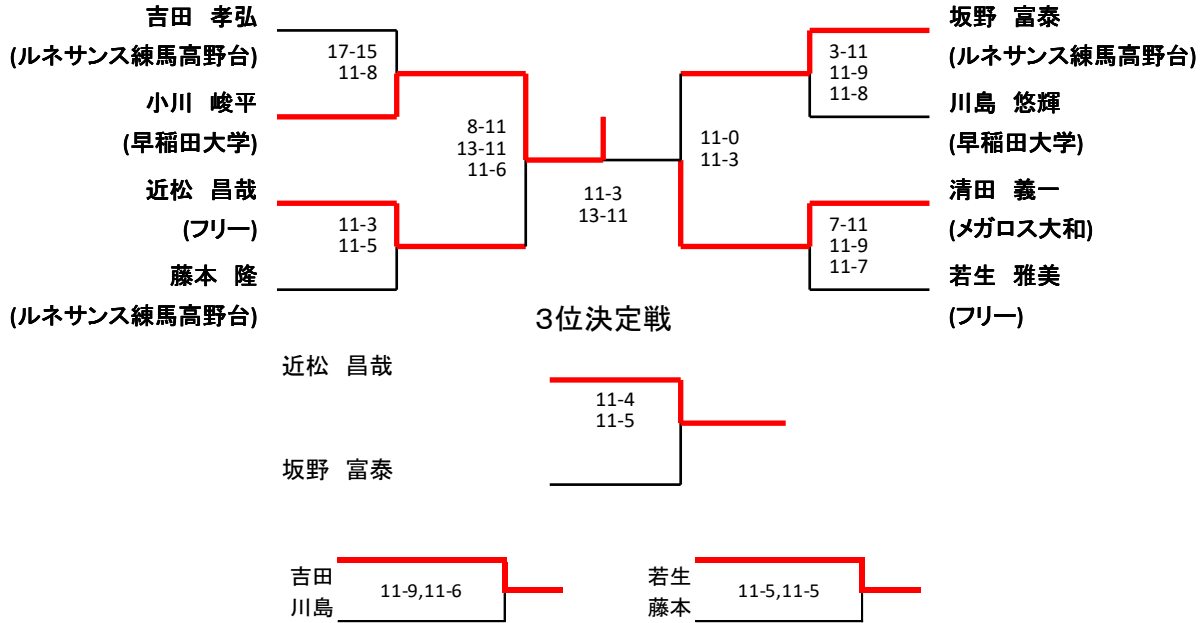 吉田　孝弘
(ルネサンス練馬高野台)
小川　峻平
(早稲田大学)
近松　昌哉
(フリー)
藤本　隆
(ルネサンス練馬高野台)
17-15
11-8
11-3
11-5
8-11
13-11
11-6
11-3
13-11
11-0
11-3
3-11
11-9
11-8
7-11
11-9
11-7
坂野　富泰
(ルネサンス練馬高野台)
川島　悠輝
(早稲田大学)
清田　義一
(メガロス大和)
若生　雅美
(フリー)
３位決定戦
近松　昌哉
11-4
11-5
坂野　富泰
吉田
川島
11-9,11-6
若生
藤本
11-5,11-5